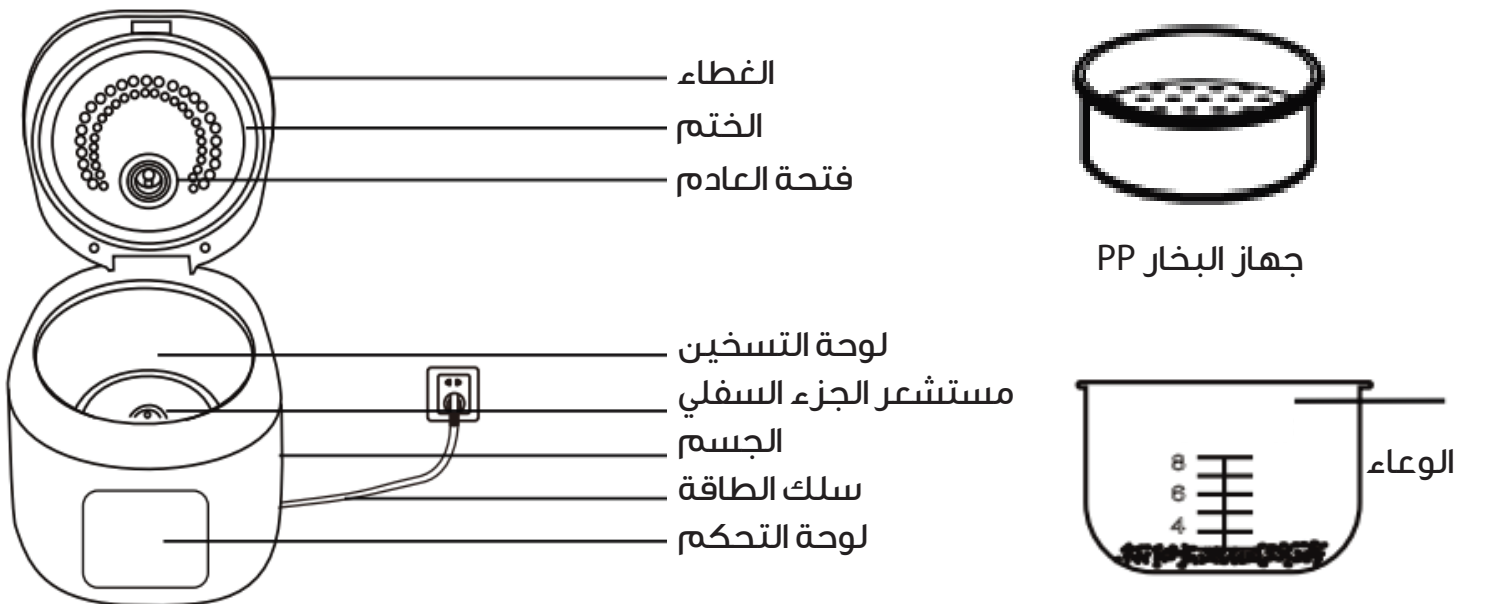 الغطاء
الختم
فتحة العادم
جهاز البخار PP
لوحة التسخين
مستشعر الجزء السفلي
الجسم
سلك الطاقة
لوحة التحكم
الوعاء
8
6
4